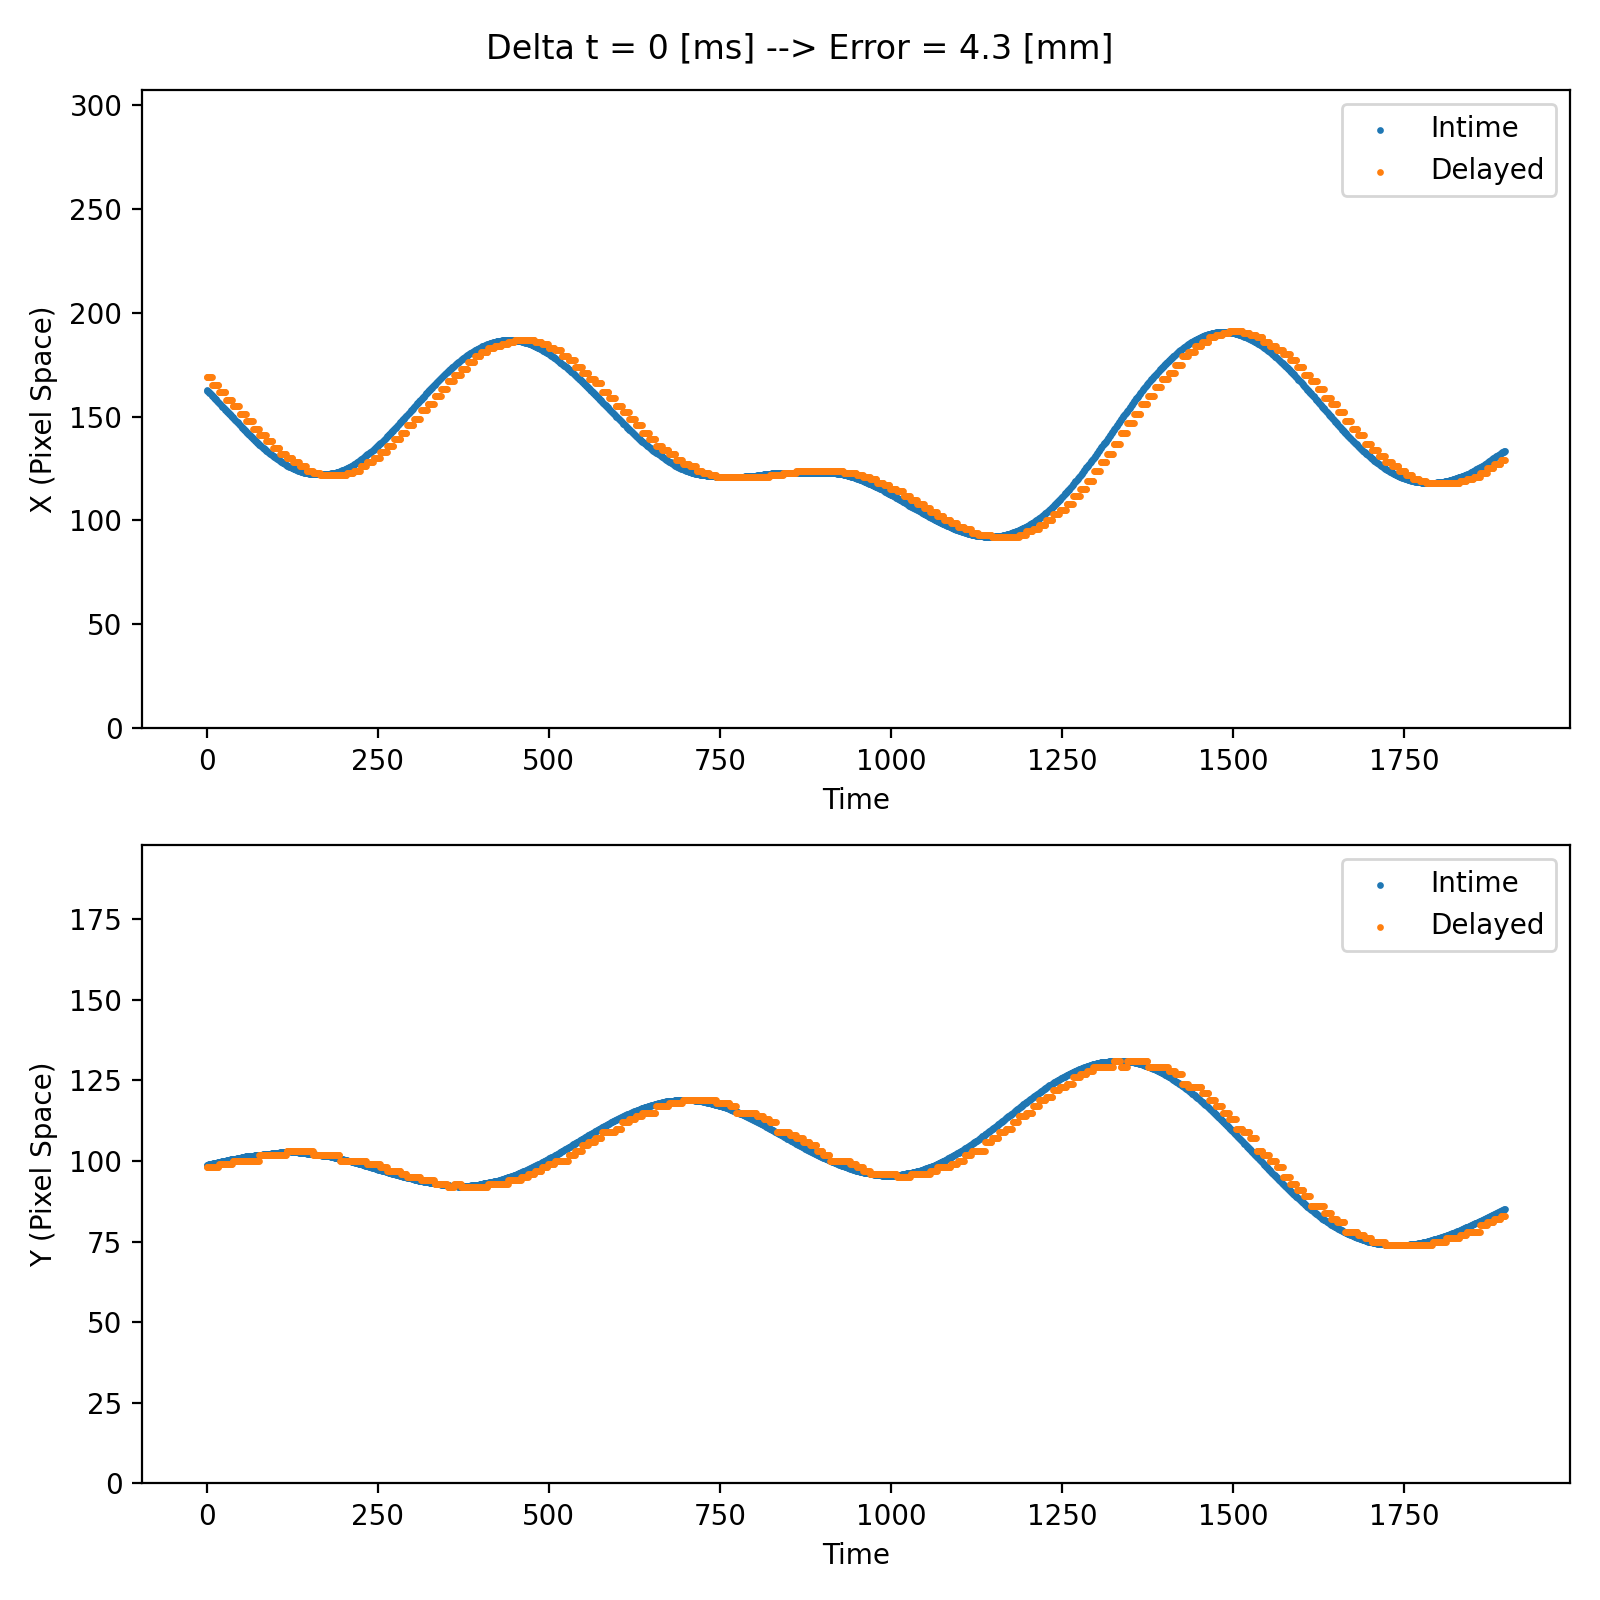 Delta t = 0 [ms] --> Error = 4.3 [mm]
300
250
200
150
100
50
0
X (Pixel Space)
Intime
Delayed
0 250 500 750 1000 1250 1500 1750
Time
175
150
125
100
75
50
25
0
Y (Pixel Space)
Intime
Delayed
0 250 500 750 1000 1250 1500 1750
Time